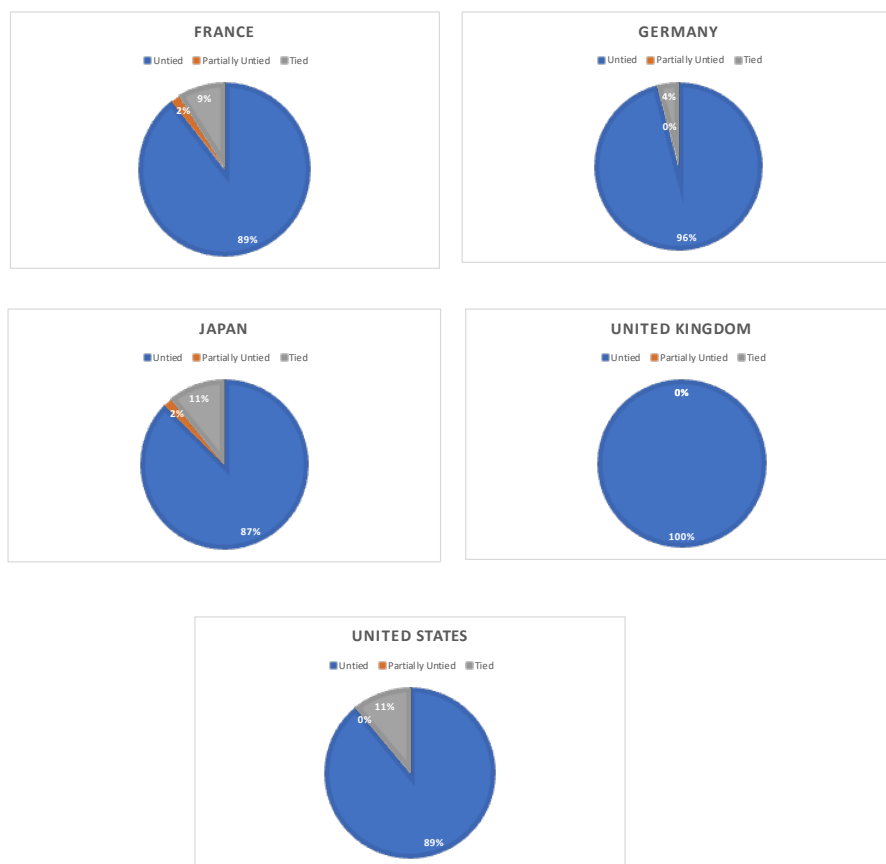 FRANCE
Untied Partially Untied Tied
9%
2%
89%
GERMANY
Untied Partially Untied Tied
4%
0%
96%
JAPAN
Untied Partially Untied Tied
11%
2%
87%
UNITED KINGDOM
Untied Partially Untied Tied
0%
100%
UNITED STATES
Untied Partially Untied Tied
11%
0%
89%